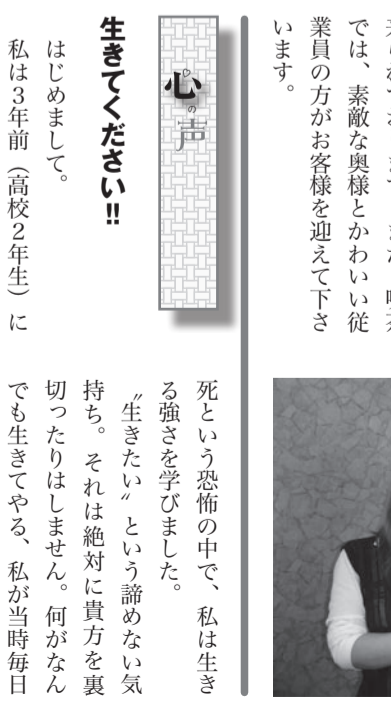 では、素敵な奥様とかわいい従
業員の方がお客様を迎えて下さ
います。
心の声
生きてください!!
はじめまして。
私は3年前（高校2年生）に
死という恐怖の中で、私は生き
る強さを学びました。
〝生きたい〟という諦めない気
持ち。それは絶対に貴方を裏
切ったりはしません。何がなん
でも生きてやる、私が当時毎日